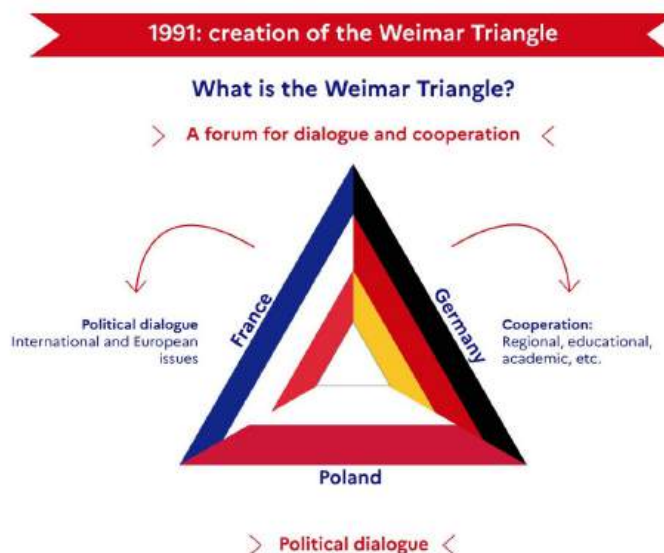 1991: creation of the Weimar Triangle
What is the Weimar Triangle?
A forum for dialogue and cooperation
Political dialogue
International and European
issues
France
Germany
Cooperation:
Regional, educational,
academic, etc.
Poland
Political dialogue